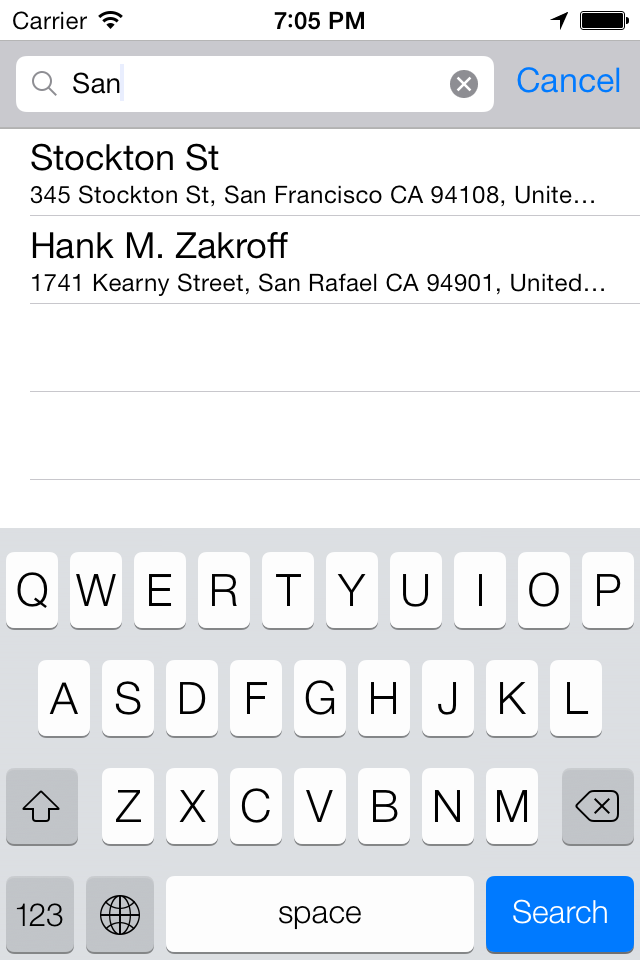 Carrier 7:05 PM
San Cancel
Stockton St
345 Stockton St, San Francisco CA 94108, Unite…
Hank M. Zakroff
1741 Kearny Street, San Rafael CA 94901, United…
Q W E R T Y U I O P
A S D F G H J K L
Z X C V B N M
123 space Search